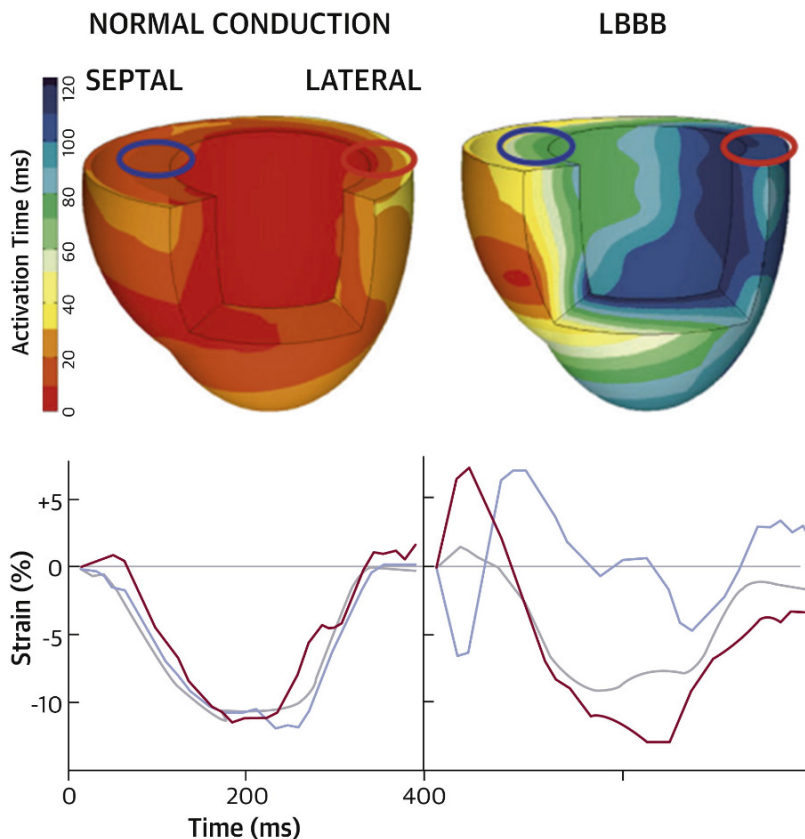 NORMAL CONDUCTION
LBBB
SEPTAL
LATERAL
Activation Time (ms)
120
100
80
60
40
20
0
Strain (%)
+5
0
-5
-10
0
200
400
Time (ms)